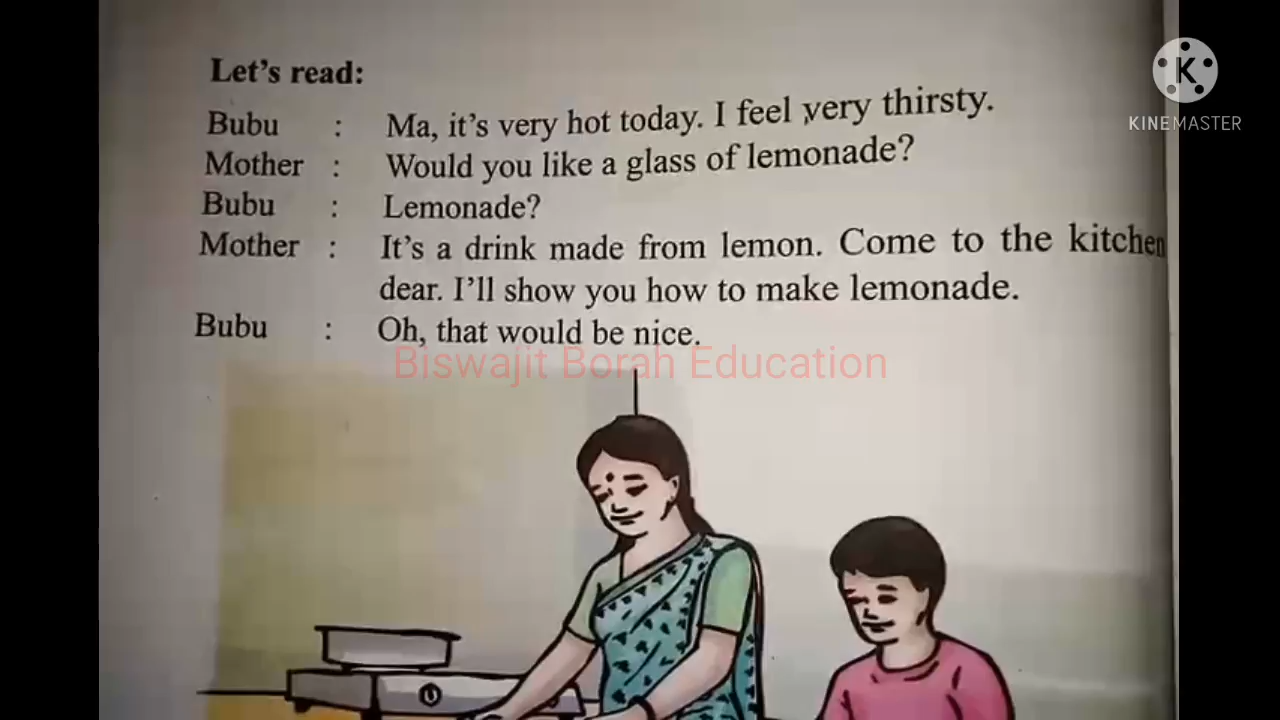 Let's read:
Bubu : Ma, it's very hot today. I feel very thirsty.
Mother : Would you like a glass of lemonade?
Bubu : Lemonade?
Mother : It's a drink made from lemon. Come to the kitchen
dear. I'll show you how to make lemonade.
Bubu : Oh, that would be nice.
Biswajit Borah Education
K
KINEMASTER